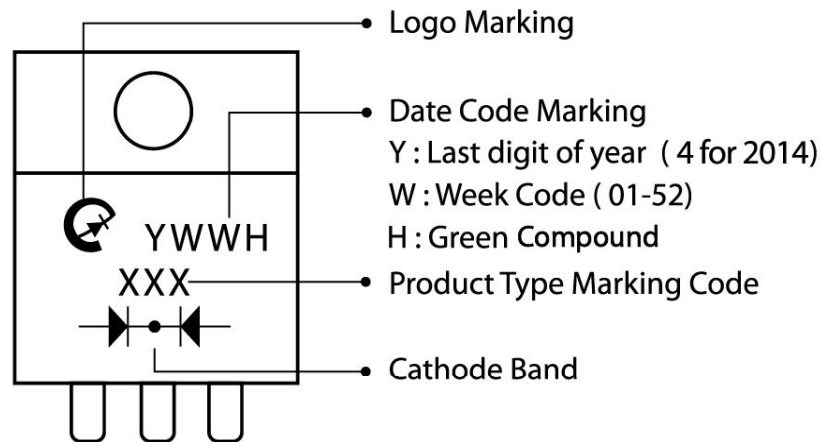 Logo Marking
Date Code Marking
Y : Last digit of year ( 4 for 2014)
W : Week Code ( 01-52)
H : Green Compound
YWWH
XXX
Product Type Marking Code
Cathode Band